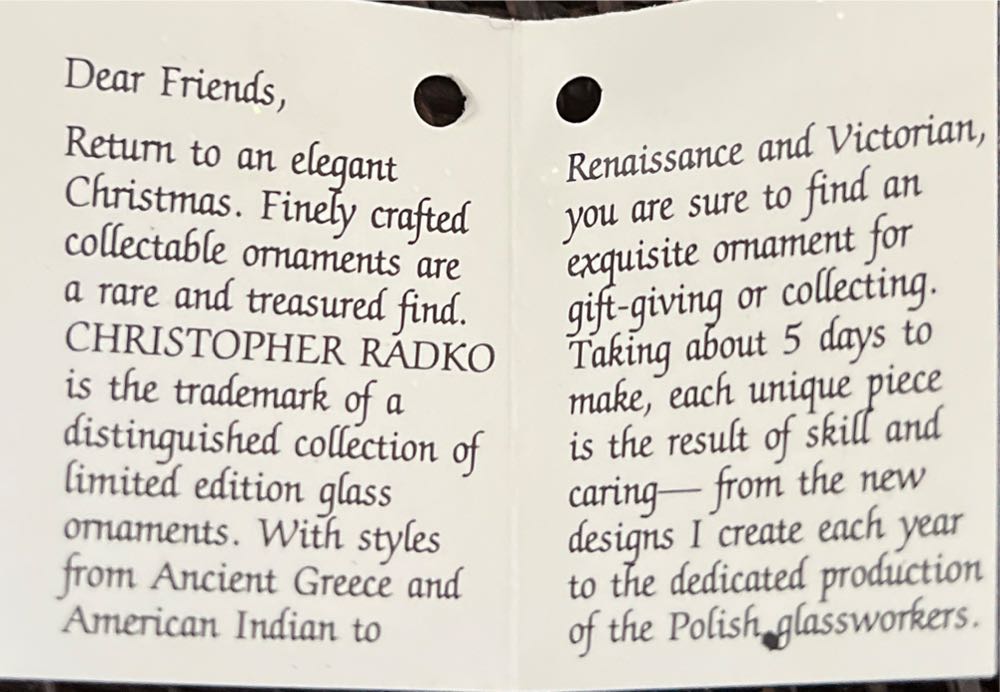 Dear Friends,
Return to an elegant
Christmas. Finely crafted
collectable ornaments are
a rare and treasured find.
CHRISTOPHER RADKO
is the trademark of a
distinguished collection of
limited edition glass
ornaments. With styles
from Ancient Greece and
American Indian to
Renaissance and Victorian,
you are sure to find an
exquisite ornament for
gift-giving or collecting.
Taking about 5 days to
make, each unique piece
is the result of skill and
caring— from the new
designs I create each year
to the dedicated production
of the Polish glassworkers.